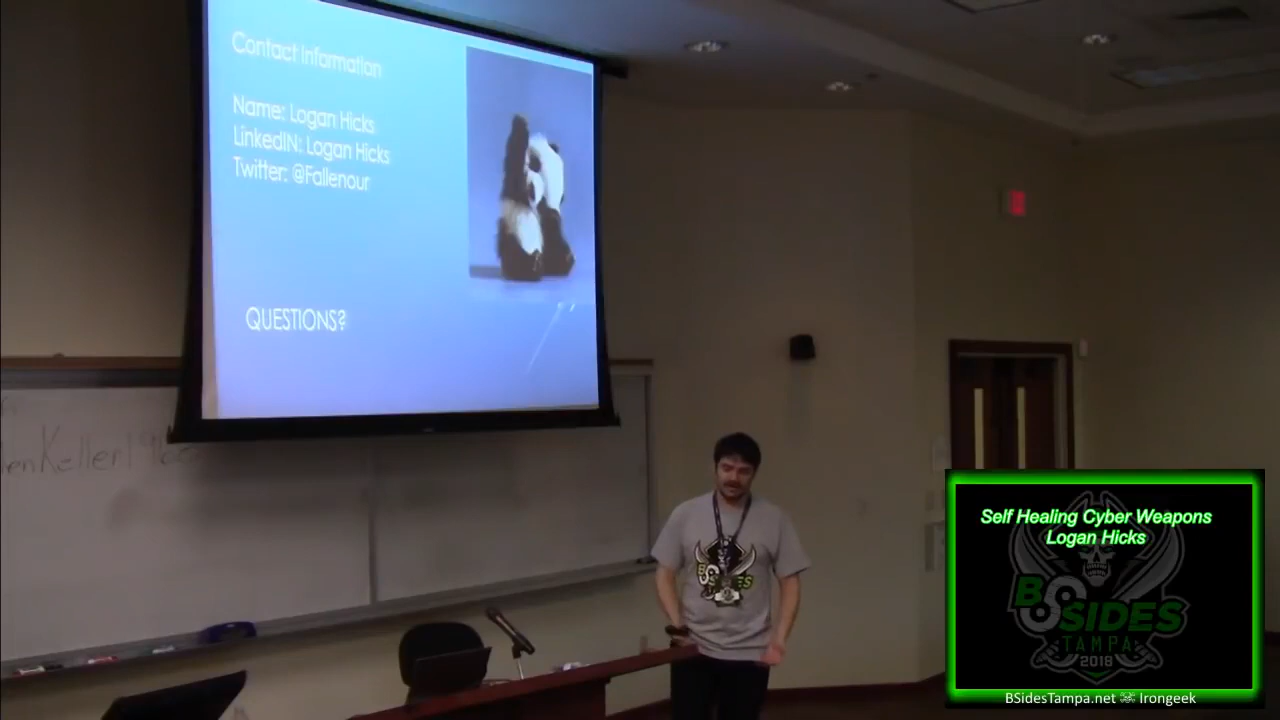 Contact Information
Name: Logan Hicks
LinkedIN: Logan Hicks
Twitter: @Fallenour
QUESTIONS?
BSIDES
Self Healing Cyber Weapons
Logan Hicks
BSIDES
TAMPA
2018
BSidesTampa.net Irongeek